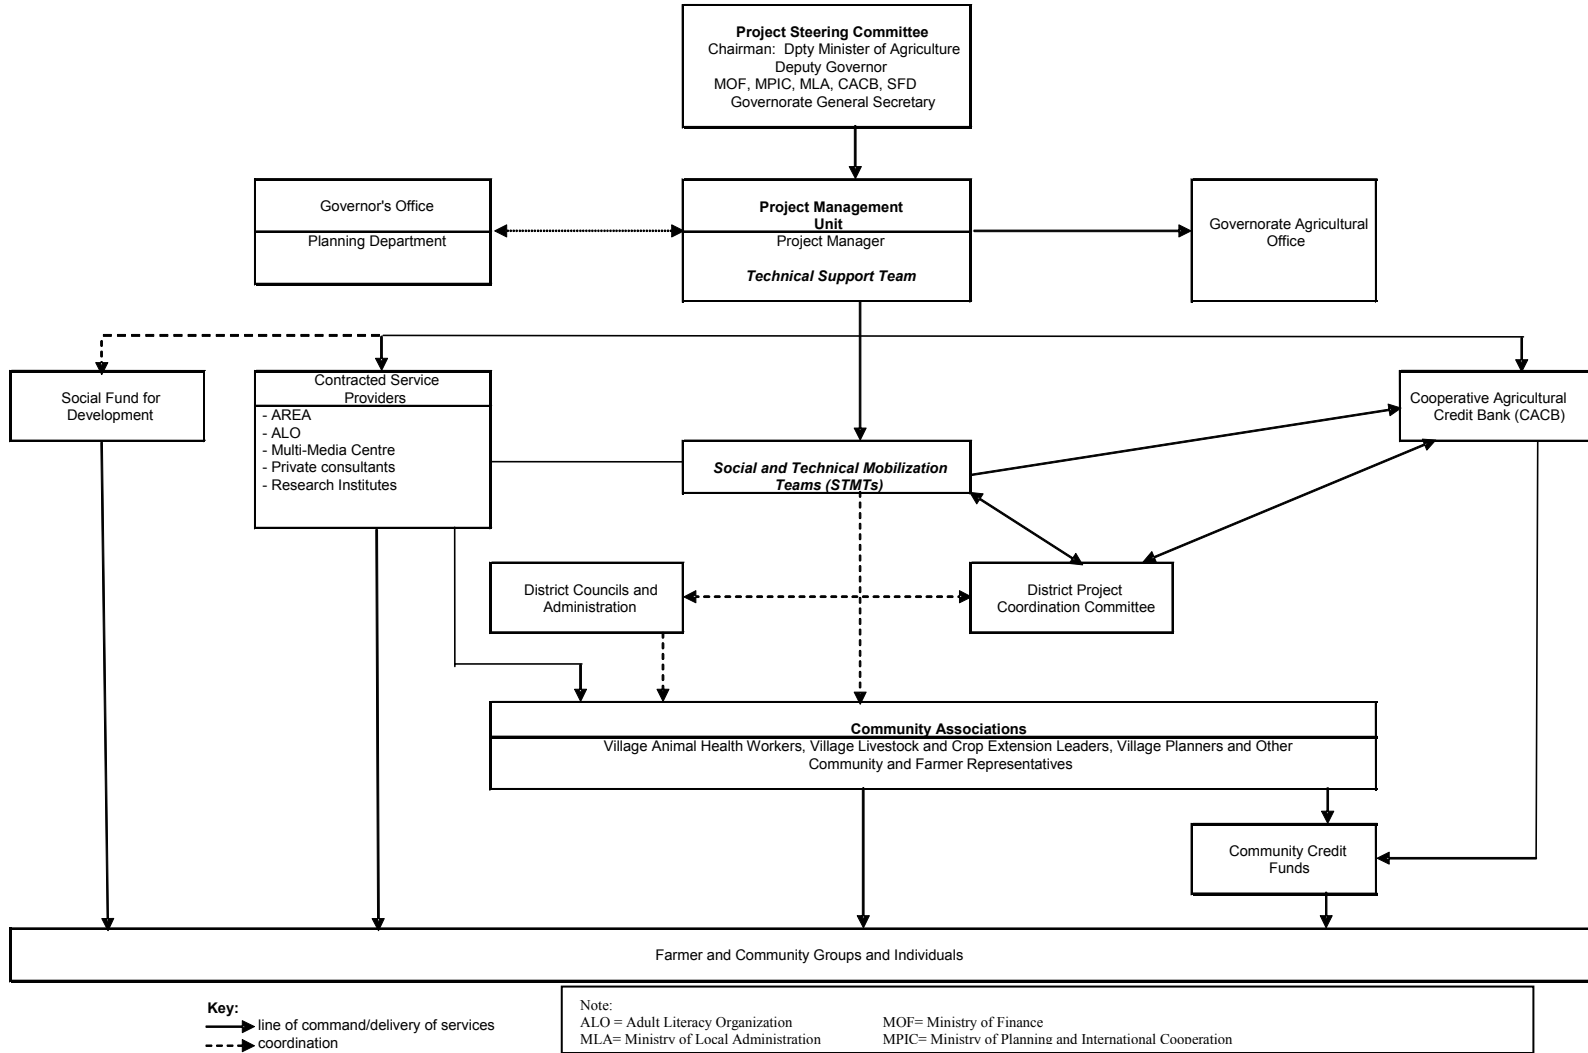 Project Steering Committee
Chairman: Dpty Minister of Agriculture
Deputy Governor
MOF, MPIC, MLA, CACB, SFD
Governorate General Secretary
Governor's Office
Planning Department
Project Management
Unit
Project Manager
Technical Support Team
Governorate Agricultural
Office
Social Fund for
Development
Contracted Service
Providers
- AREA
- ALO
- Multi-Media Centre
- Private consultants
- Research Institutes
Social and Technical Mobilization
Teams (STMTs)
Cooperative Agricultural
Credit Bank (CACB)
District Councils and
Administration
District Project
Coordination Committee
Community Associations
Village Animal Health Workers, Village Livestock and Crop Extension Leaders, Village Planners and Other
Community and Farmer Representatives
Community Credit
Funds
Farmer and Community Groups and Individuals
Key:
line of command/delivery of services
coordination
Note:
ALO = Adult Literacy Organization MOF= Ministry of Finance
MLA= Ministry of Local Administration MPIC= Ministry of Planning and International Cooperation